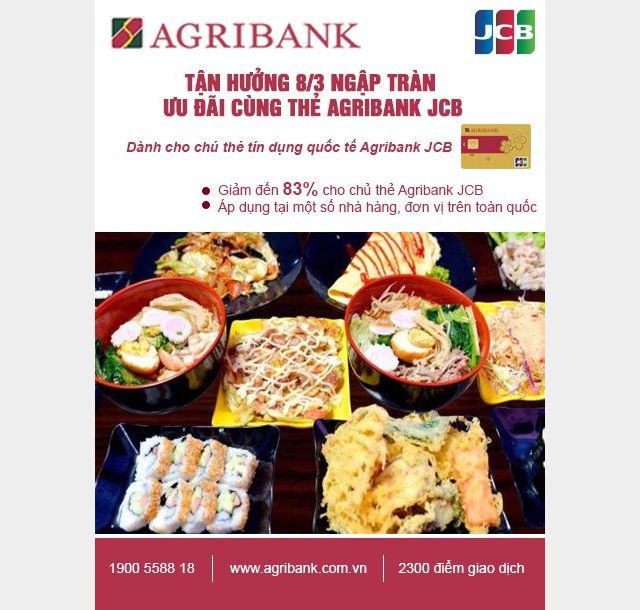 AGRIBANK
JCB
TẬN HƯỞNG 8/3 NGẬP TRÀN
ƯU ĐÃI CÙNG THẺ AGRIBANK JCB
Dành cho chủ thẻ tín dụng quốc tế Agribank JCB
AGRIBANK
JCB
Giảm đến 83% cho chủ thẻ Agribank JCB
Áp dụng tại một số nhà hàng, đơn vị trên toàn quốc
1900 5588 18
www.agribank.com.vn
2300 điểm giao dịch